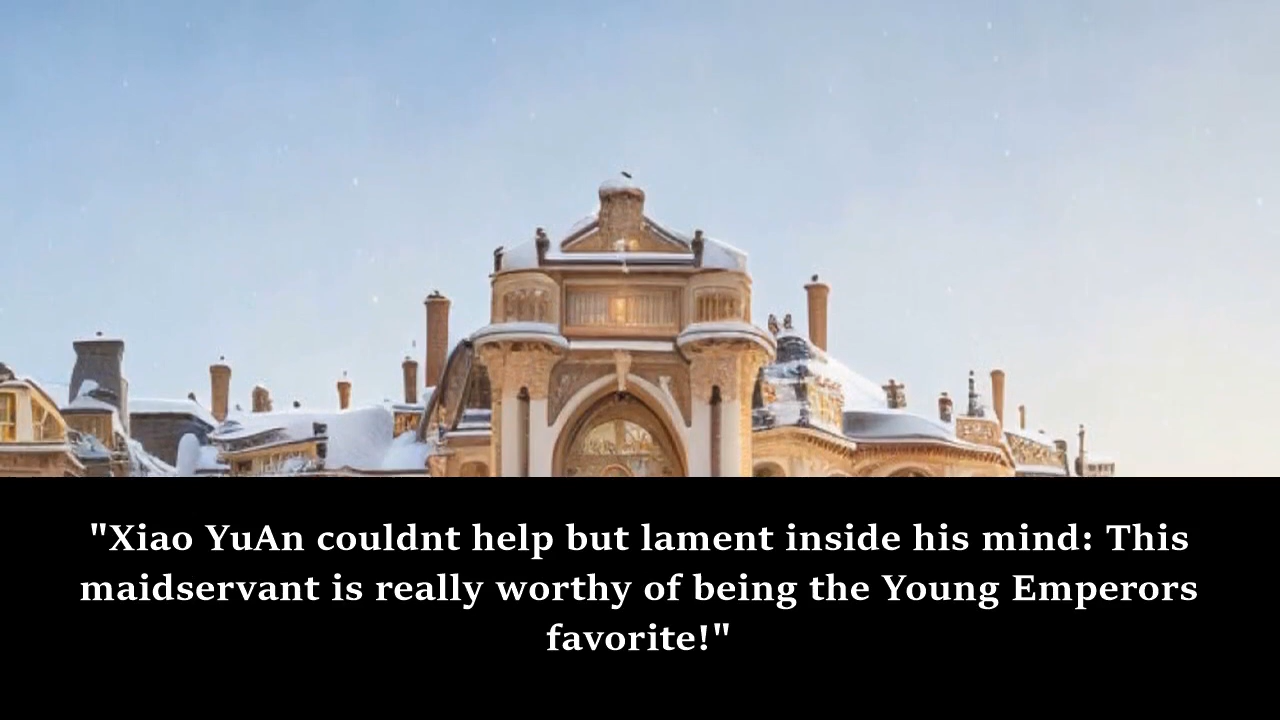 "Xiao YuAn couldnt help but lament inside his mind: This
maidservant is really worthy of being the Young Emperors
favorite!"